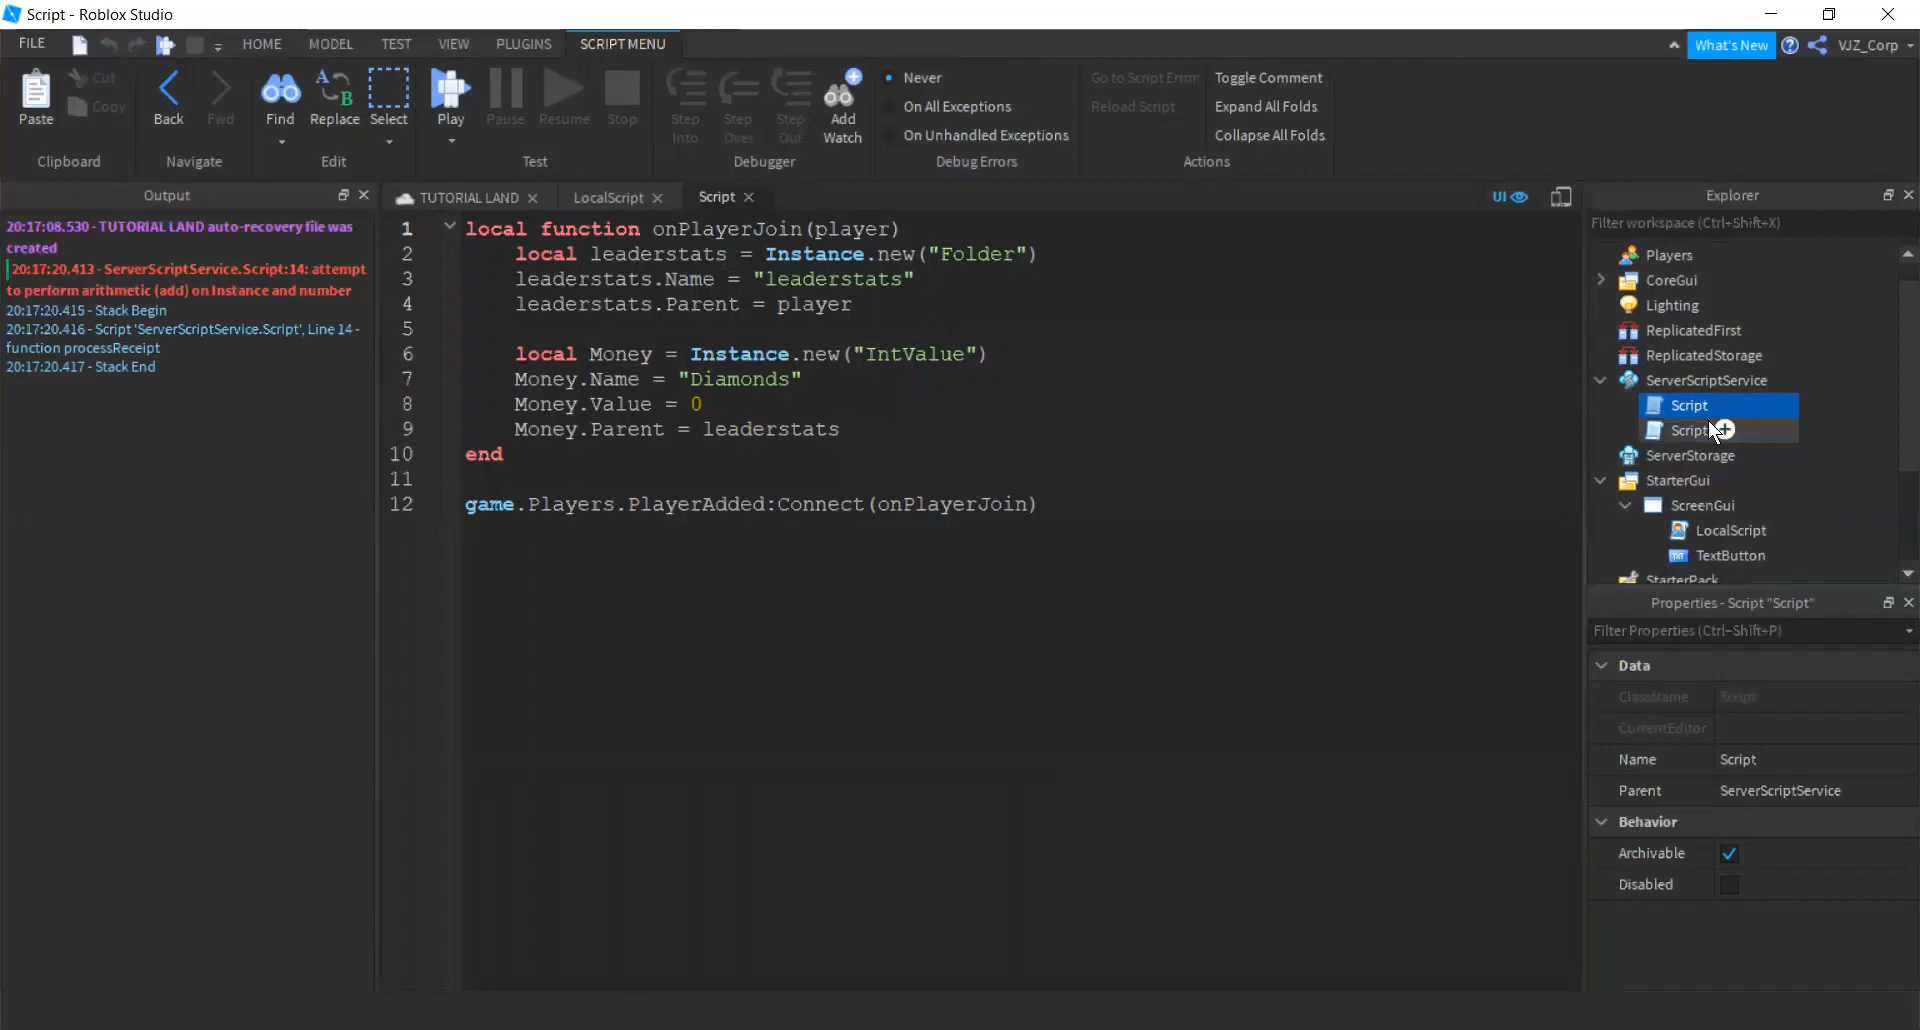 Script - Roblox Studio
FILE HOME MODEL TEST VIEW PLUGINS SCRIPT MENU What's New VJZ_Corp
Paste
Cut
Copy
Clipboard
Back
Fwd
Navigate
Find
Replace
Select
Edit
Play
Pause
Resume
Stop
Test
Step Into
Step Over
Step Out
Add Watch
Debugger
Never
On All Exceptions
On Unhandled Exceptions
Debug Errors
Go to Script Error
Reload Script
Toggle Comment
Expand All Folds
Collapse All Folds
Actions
Output
20:17:08.530 - TUTORIAL LAND auto-recovery file was
created
20:17:20.413 - ServerScriptService.Script:14: attempt
to perform arithmetic (add) on Instance and number
20:17:20.415 - Stack Begin
20:17:20.416 - Script 'ServerScriptService.Script', Line 14 -
function processReceipt
20:17:20.417 - Stack End
TUTORIAL LAND LocalScript Script UI
1 local function onPlayerJoin(player)
2 local leaderstats = Instance.new("Folder")
3 leaderstats.Name = "leaderstats"
4 leaderstats.Parent = player
5
6 local Money = Instance.new("IntValue")
7 Money.Name = "Diamonds"
8 Money.Value = 0
9 Money.Parent = leaderstats
10 end
11
12 game.Players.PlayerAdded:Connect(onPlayerJoin)
Explorer
Filter workspace (Ctrl+Shift+X)
Players
CoreGui
Lighting
ReplicatedFirst
ReplicatedStorage
ServerScriptService
Script
Script
ServerStorage
StarterGui
ScreenGui
LocalScript
TextButton
StarterPack
Properties - Script "Script"
Filter Properties (Ctrl+Shift+P)
Data
ClassName Script
CurrentEditor
Name Script
Parent ServerScriptService
Behavior
Archivable
Disabled